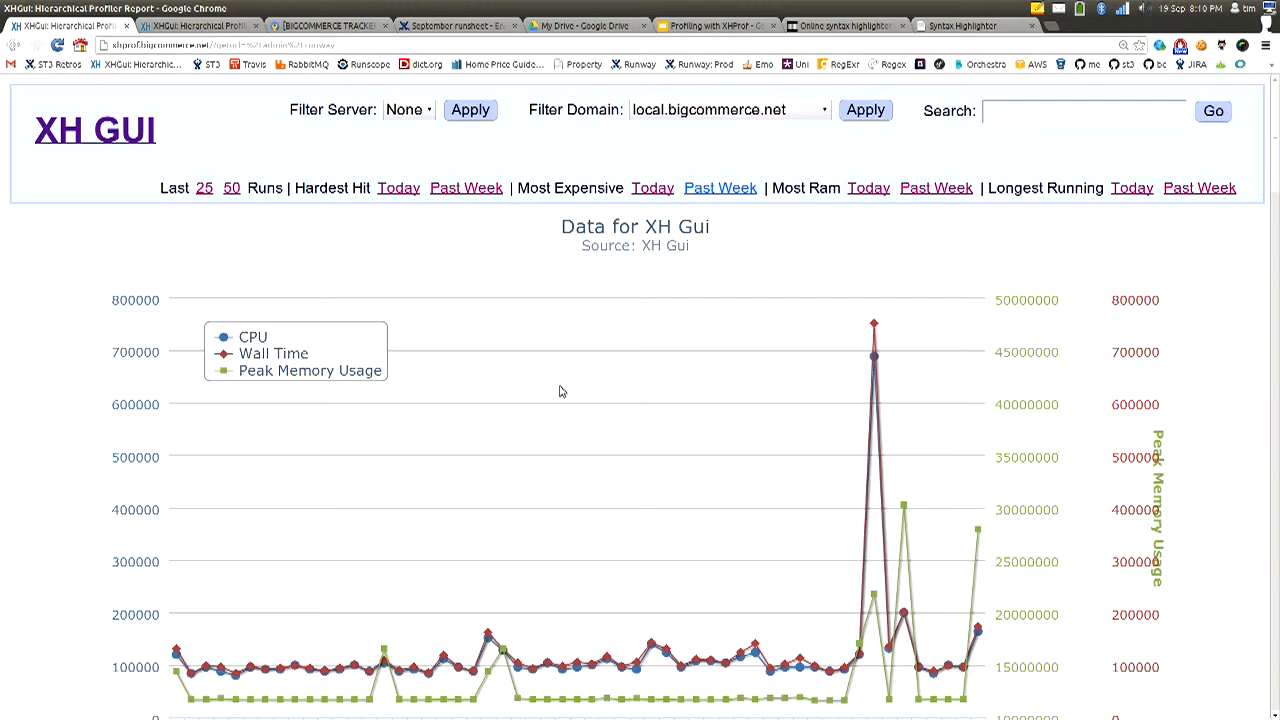 XHGui: Hierarchical Profiler Report - Google Chrome
19 Sep 8:10 PM tim
XHGui: Hierarchical Profi
XHGui: Hierarchical Profi
[BIGCOMMERCE TRACKE
September runsheet - En
My Drive - Google Drive
Profiling with XHProf - G
Online syntax highlighter
Syntax Highlighter
ST3 Retros
XHGui: Hierarchic...
ST3
Travis
RabbitMQ
Runscope
dict.org
Home Price Guide...
Property
Runway
Runway: Prod
Emo
Uni
RegExr
Regex
Orchestra
AWS
me
st3
bc
JIRA
XH GUI
Filter Server: None Apply
Filter Domain: local.bigcommerce.net Apply
Search: Go
Last 25 50 Runs | Hardest Hit Today Past Week | Most Expensive Today Past Week | Most Ram Today Past Week | Longest Running Today Past Week
Data for XH Gui
Source: XH Gui
CPU
Wall Time
Peak Memory Usage
800000 50000000 800000
700000 45000000 700000
600000 40000000 600000
500000 35000000 500000
400000 30000000 400000
300000 25000000 300000
200000 20000000 200000
100000 15000000 100000
0 10000000 0
Peak Memory Usage